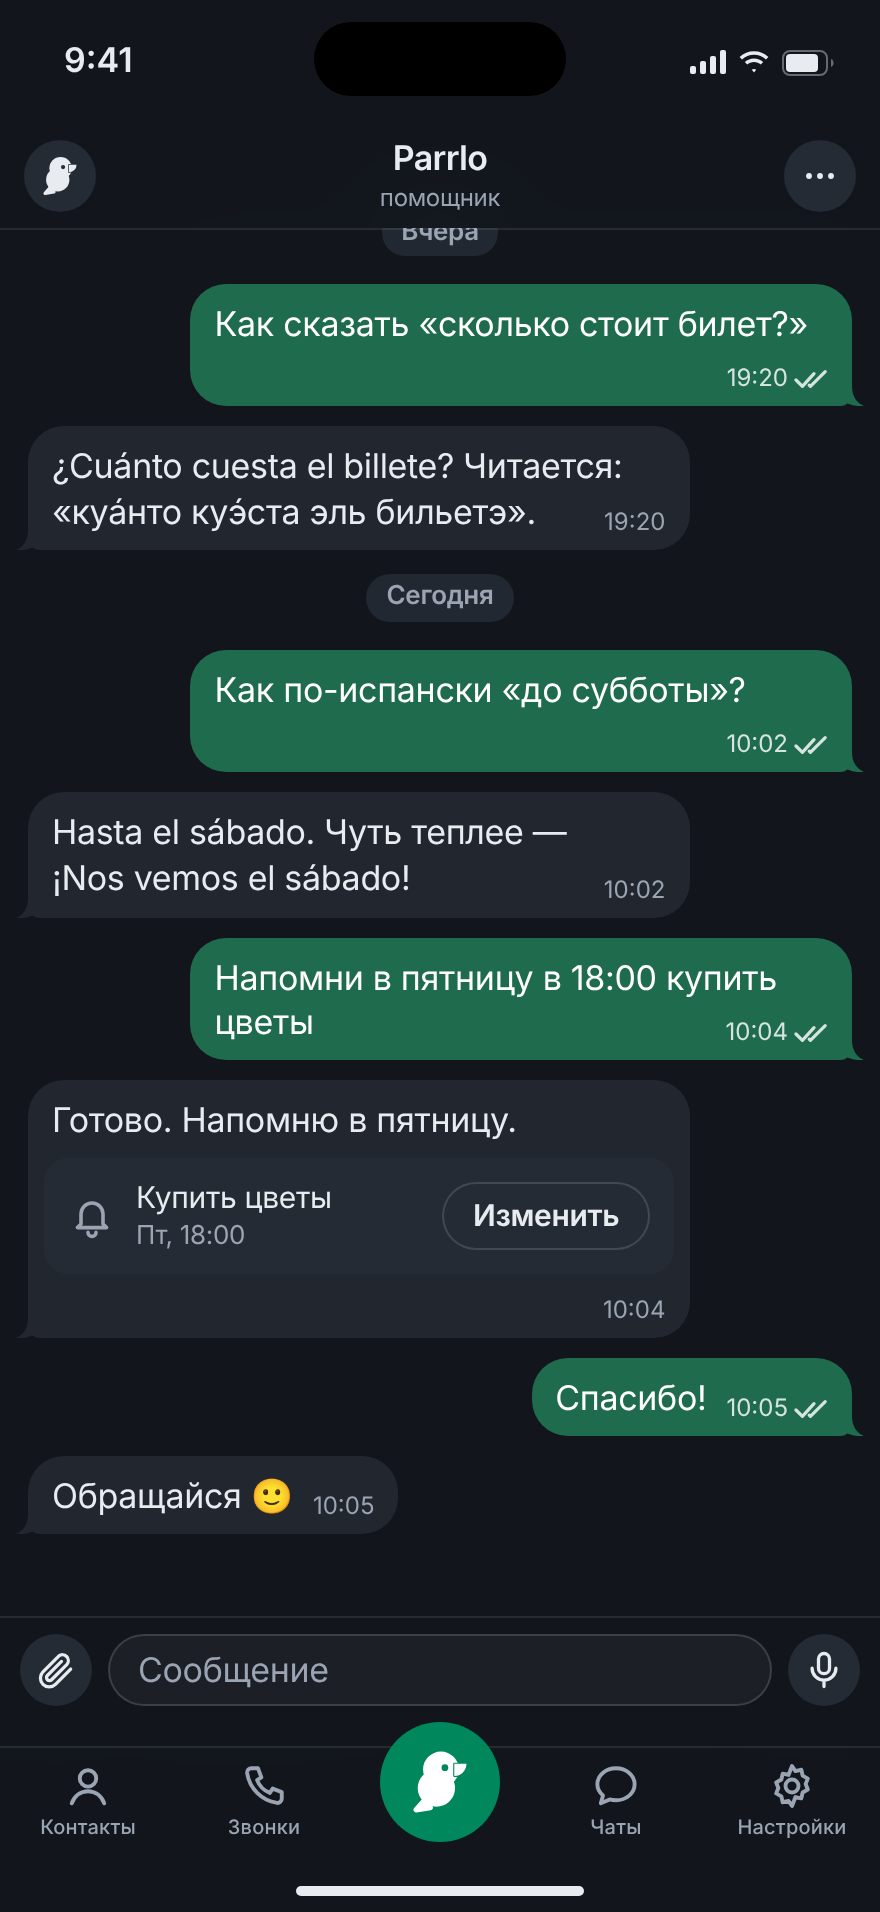 9:41
Parrlo
помощник
Вчера
Как сказать «сколько стоит билет?»
19:20
¿Cuánto cuesta el billete? Читается:
«куа́нто куэ́ста эль бильетэ».
19:20
Сегодня
Как по-испански «до субботы»?
10:02
Hasta el sábado. Чуть теплее —
¡Nos vemos el sábado!
10:02
Напомни в пятницу в 18:00 купить
цветы
10:04
Готово. Напомню в пятницу.
Купить цветы
Пт, 18:00
Изменить
10:04
Спасибо!
10:05
Обращайся 🙂
10:05
Сообщение
Контакты
Звонки
Чаты
Настройки